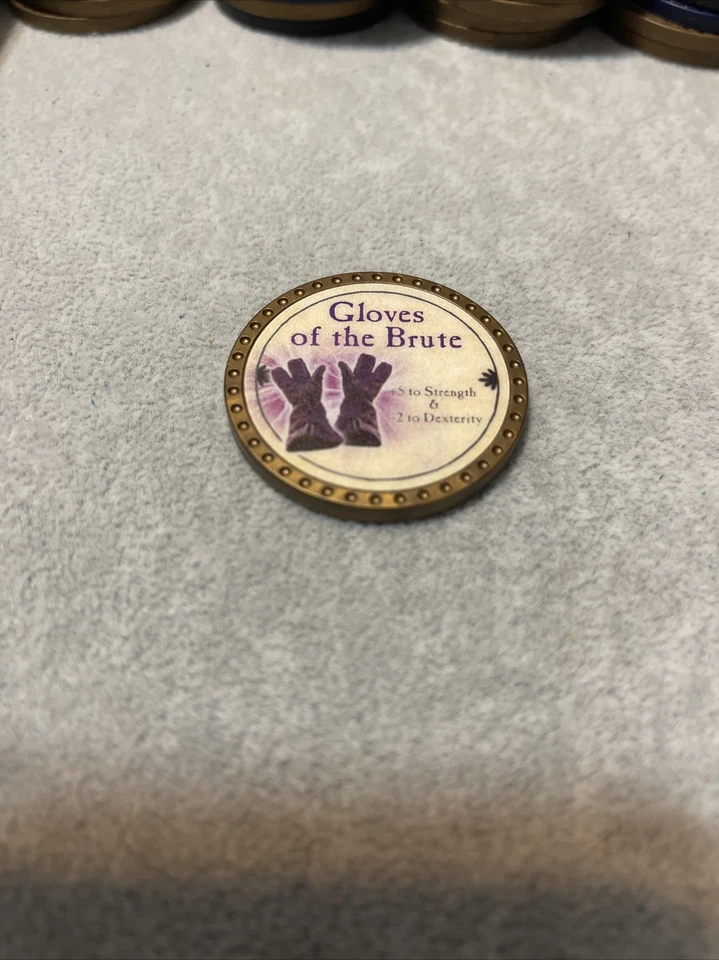 Gloves
of the Brute
+5 to Strength
&
-2 to Dexterity